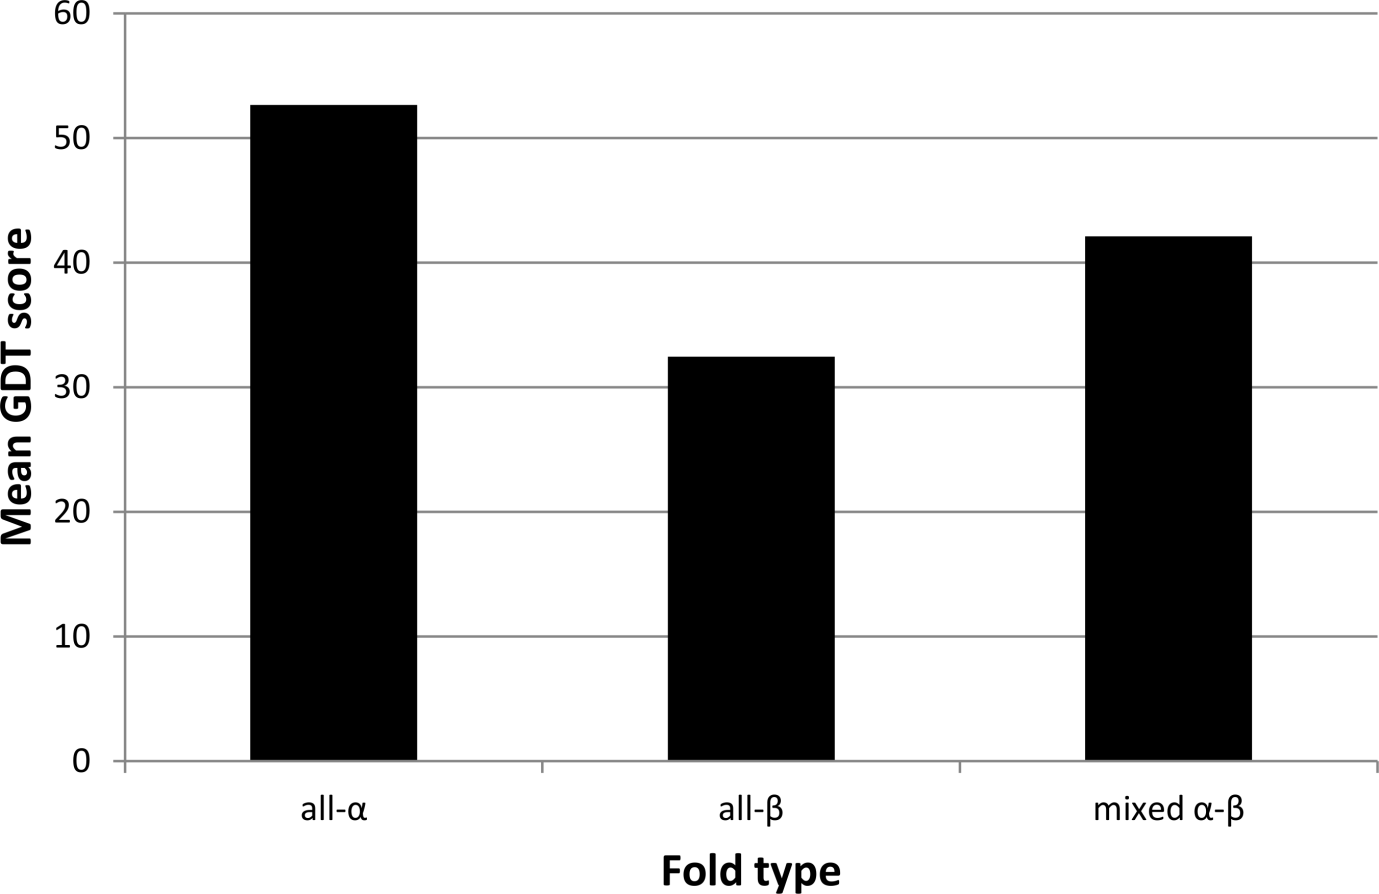 60
50
40
30
20
10
0
Mean GDT score
all-α
all-β
mixed α-β
Fold type